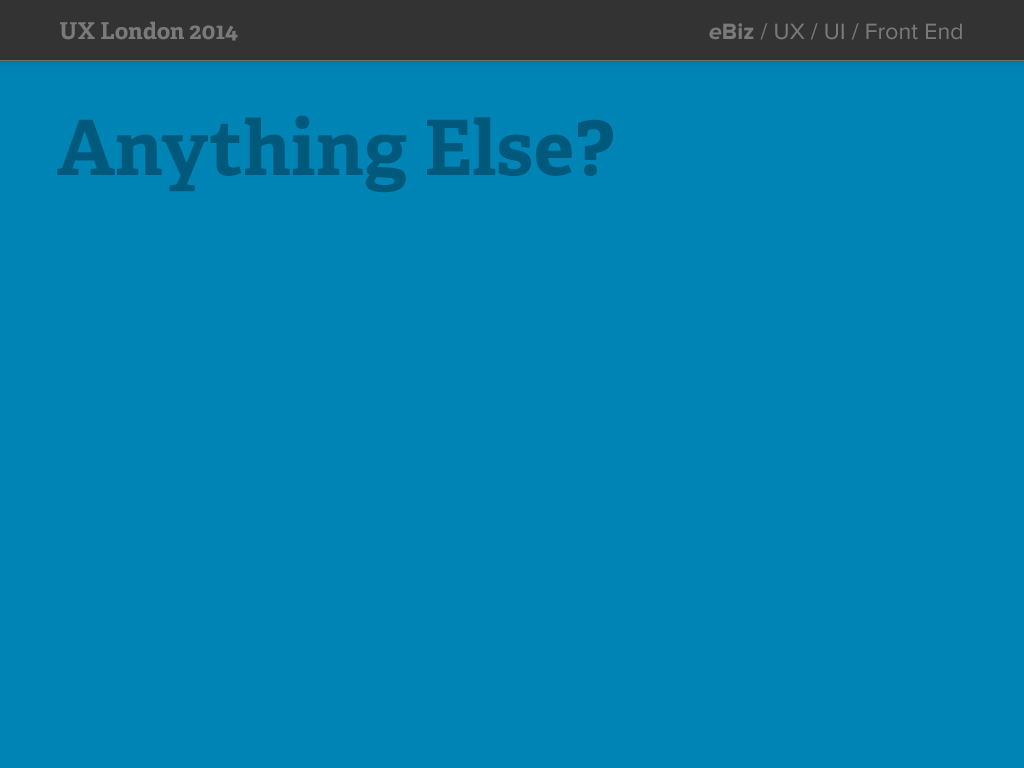 UX London 2014
eBiz / UX / UI / Front End
Anything Else?